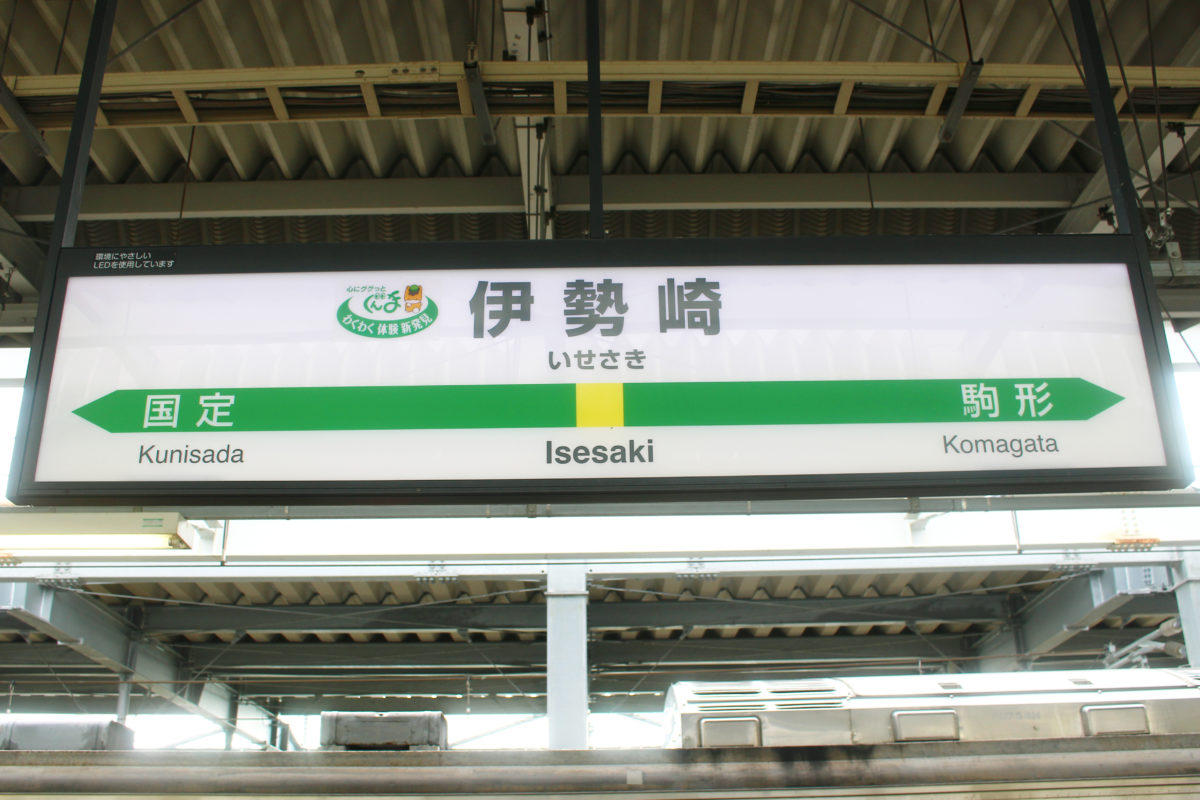 環境にやさしい
LEDを使用しています
心にググっと
ぐんま
わくわく 体験 新発見
伊勢崎
いせさき
国定
駒形
Kunisada
Isesaki
Komagata